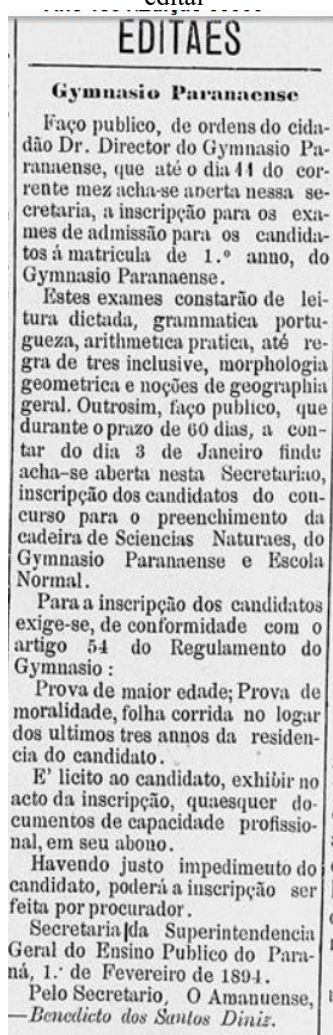 edital
EDITAES
Gymnasio Paranaense
Faço publico, de ordens do cida-
dão Dr. Director do Gymnasio Pa-
ranaense, que até o dia 11 do cor-
rente mez acha-se aberta nessa se-
cretaria, a inscripção para os exa-
mes de admissão para os candida-
tos á matricula de 1.º anno, do
Gymnasio Paranaense.
Estes exames constarão de lei-
tura dictada, grammatica portu-
gueza, arithmetica pratica, até re-
gra de tres inclusive, morphologia
geometrica e noções de geographia
geral. Outrosim, faço publico, que
durante o prazo de 60 dias, a con-
tar do dia 3 de Janeiro findu
acha-se aberta nesta Secretariao,
inscripção dos candidatos do con-
curso para o preenchimento da
cadeira de Sciencias Naturaes, do
Gymnasio Paranaense e Escola
Normal.
Para a inscripção dos candidatos
exige-se, de conformidade com o
artigo 54 do Regulamento do
Gymnasio :
Prova de maior edade; Prova de
moralidade, folha corrida no logar
dos ultimos tres annos da residen-
cia do candidato.
E' licito ao candidato, exhibir no
acto da inscripção, quaesquer do-
cumentos de capacidade profissio-
nal, em seu abono.
Havendo justo impedimento do
candidato, poderá a inscripção ser
feita por procurador.
Secretaria da Superintendencia
Geral do Ensino Publico do Para-
ná, 1.º de Fevereiro de 1894.
Pelo Secretario, O Amanuense,
—Benedicto dos Santos Diniz.